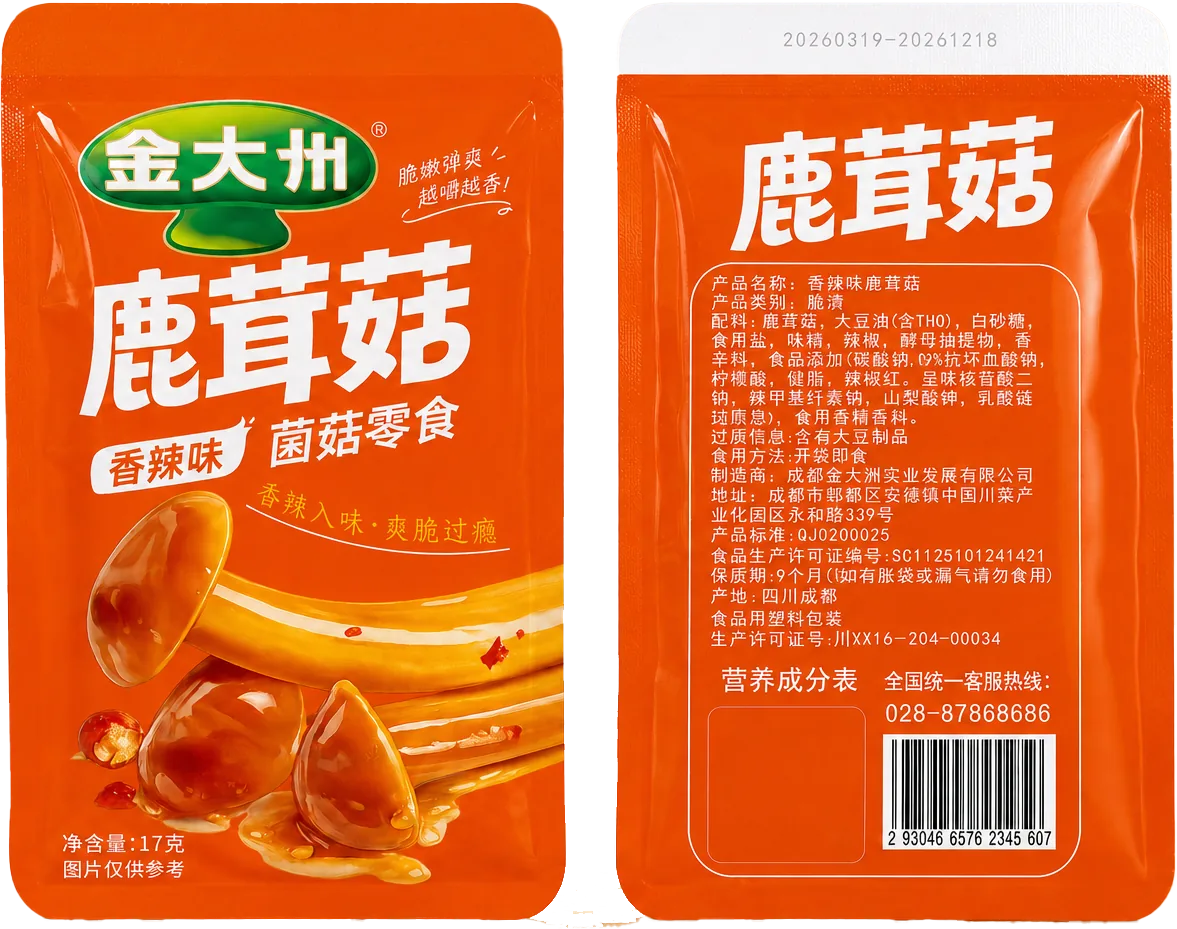 金大州®
脆嫩弹爽
越嚼越香!
鹿茸菇
香辣味
菌菇零食
香辣入味·爽脆过瘾
净含量:17克
图片仅供参考
20260319-20261218
鹿茸菇
产品名称: 香辣味鹿茸菇
产品类别: 脆渍
配料: 鹿茸菇, 大豆油(含THO), 白砂糖,
食用盐, 味精, 辣椒, 酵母抽提物, 香
辛料, 食品添加(碳酸钠, 09%抗坏血酸钠,
柠檬酸, 健脂, 辣椒红。呈味核苷酸二
钠, 辣甲基纤素钠, 山梨酸钾, 乳酸链
息), 食用香精香料。
过质信息:含有大豆制品
食用方法:开袋即食
制造商: 成都金大洲实业发展有限公司
地址: 成都市郫都区安德镇中国川菜产
业化园区永和路339号
产品标准:QJ0200025
食品生产许可证编号:SC1125101241421
保质期:9个月((如有胀袋或漏气请勿食用)
产地:四川成都
食品用塑料包装
生产许可证号:川XX16-204-00034
营养成分表
全国统一客服热线:
028-87868686
2 93046 6576 2345 607